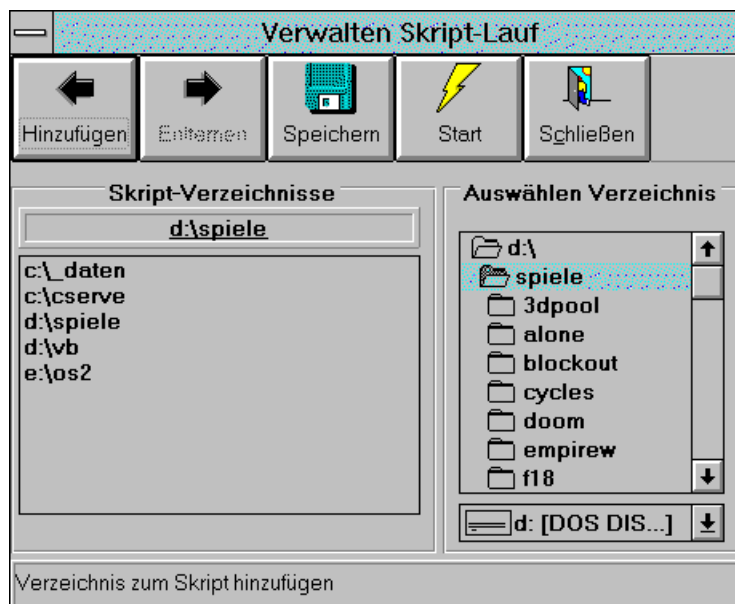 Verwalten Skript-Lauf
Hinzufügen Entfernen Speichern Start Schließen
Skript-Verzeichnisse
d:\spiele
c:\_daten
c:\cserve
d:\spiele
d:\vb
e:\os2
Auswählen Verzeichnis
d:\
spiele
3dpool
alone
blockout
cycles
doom
empirew
f18
d: [DOS DIS...]
Verzeichnis zum Skript hinzufügen